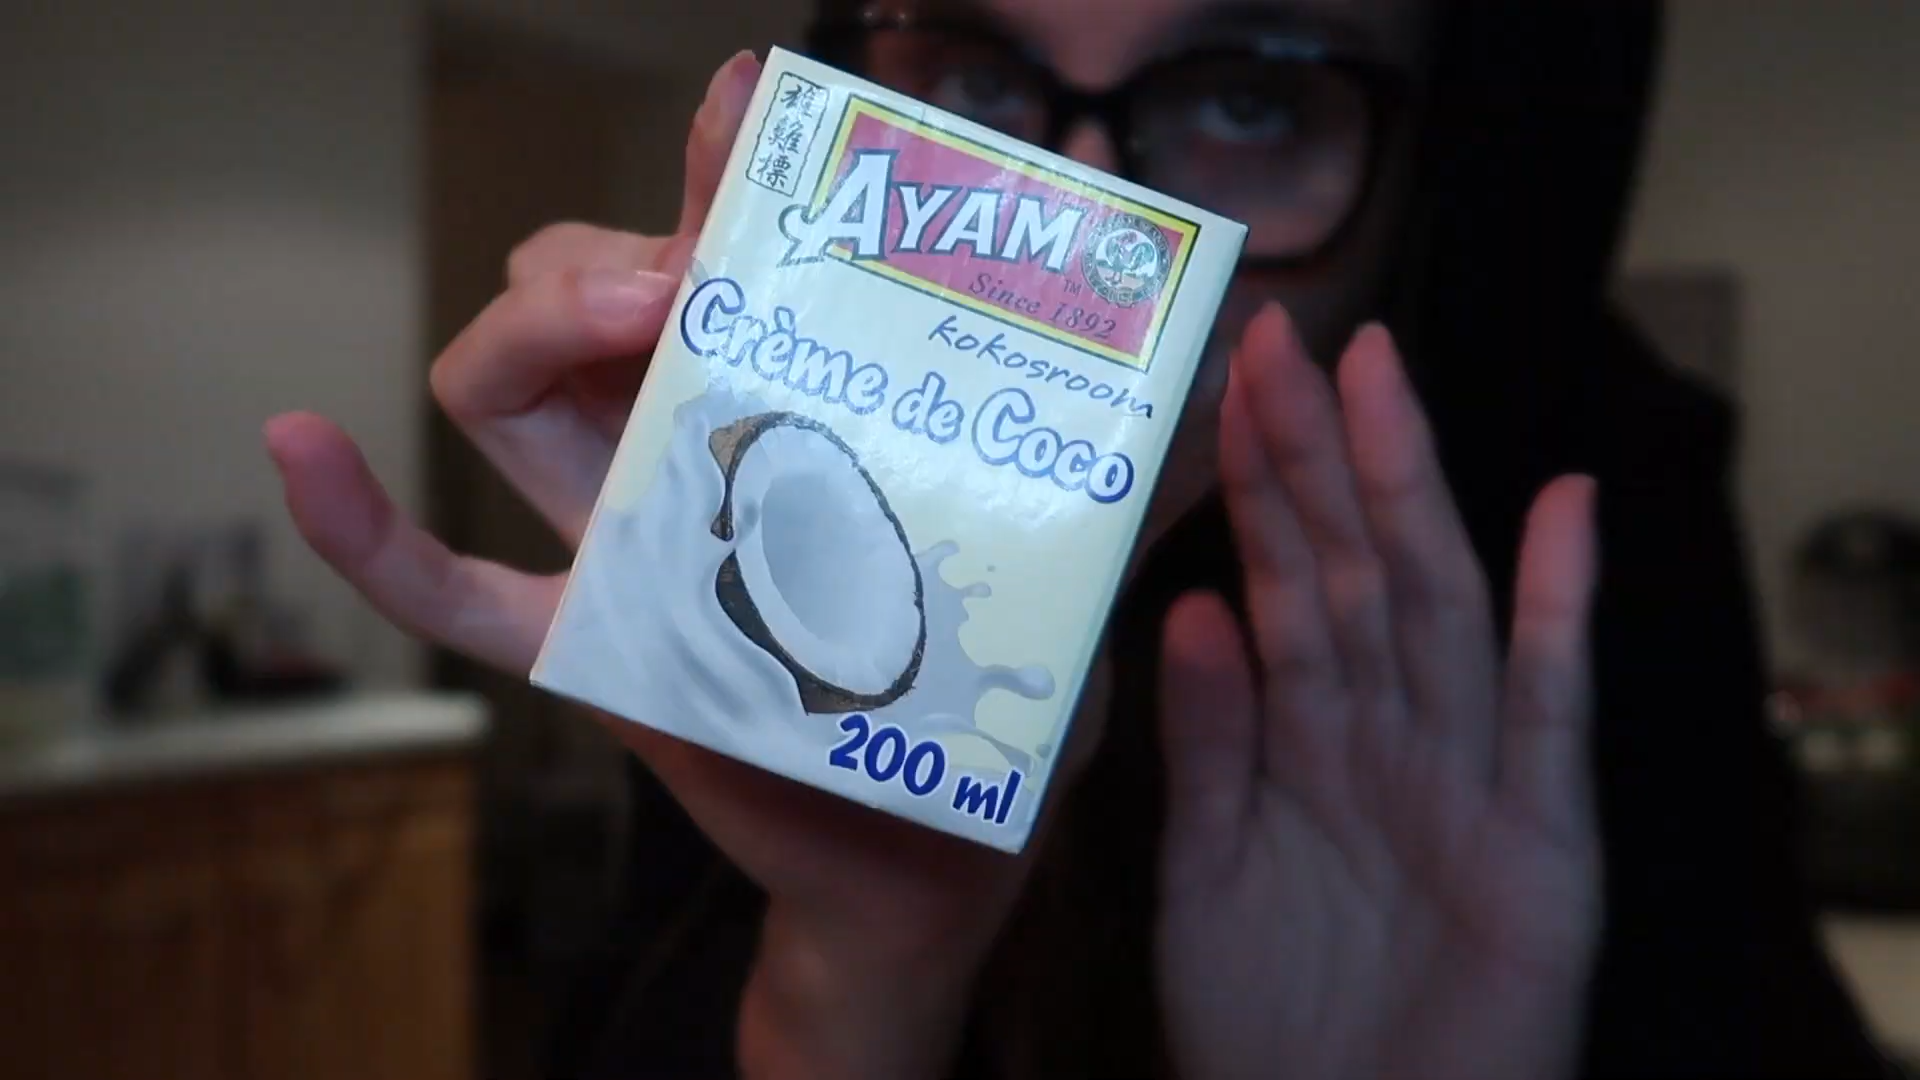 雄雞標
AYAM
TM
Since 1892
kokosroom
Crème de Coco
200 ml